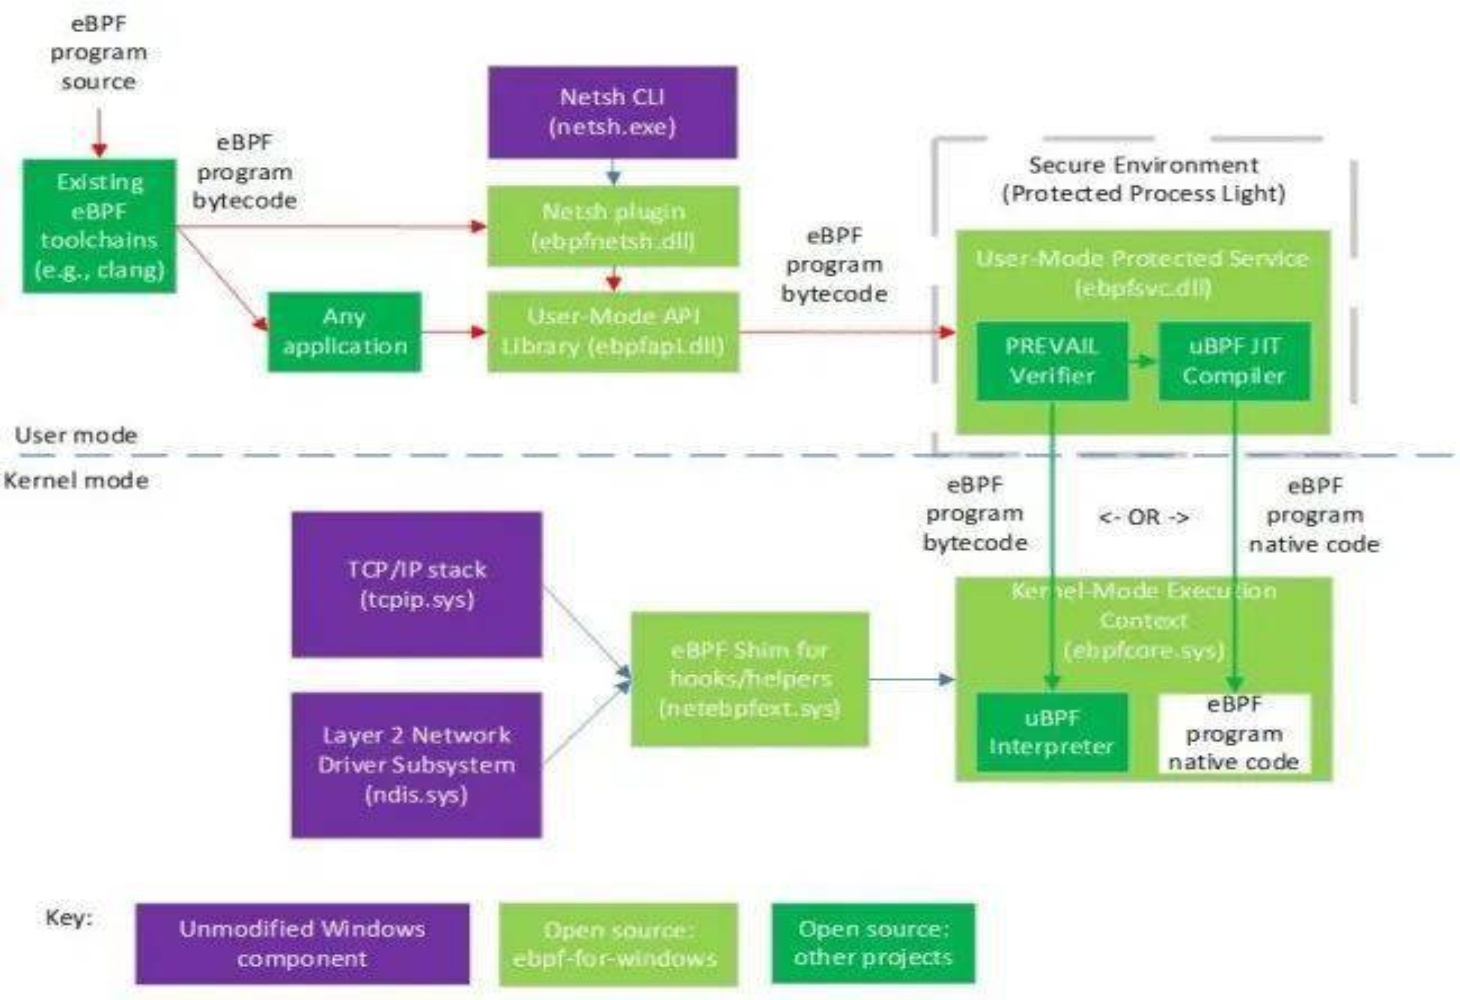 eBPF
program
source
Existing
eBPF
toolchains
(e.g., clang)
eBPF
program
bytecode
Netsh CLI
(netsh.exe)
Netsh plugin
(ebpfnetsh.dll)
Any
application
User-Mode API
Library (ebpfapi.dll)
eBPF
program
bytecode
Secure Environment
(Protected Process Light)
User-Mode Protected Service
(ebpfsvc.dll)
PREVAIL
Verifier
uBPF JIT
Compiler
User mode
Kernel mode
eBPF
program
bytecode
<- OR ->
eBPF
program
native code
TCP/IP stack
(tcpip.sys)
Layer 2 Network
Driver Subsystem
(ndis.sys)
eBPF Shim for
hooks/helpers
(netebpfext.sys)
Kernel-Mode Execution
Context
(ebpfcore.sys)
uBPF
Interpreter
eBPF
program
native code
Key:
Unmodified Windows
component
Open source:
ebpf-for-windows
Open source:
other projects